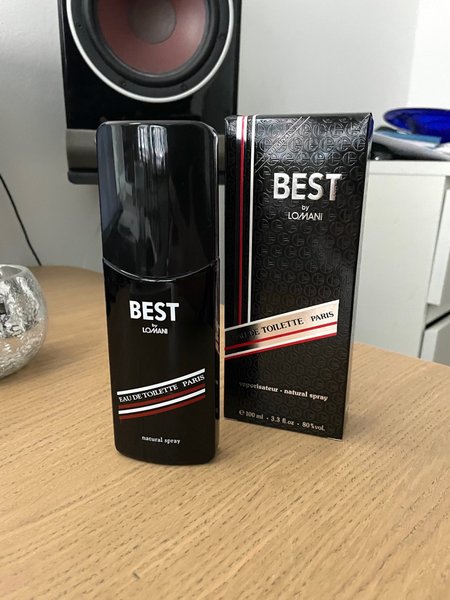 BEST
by
LOMANI
EAU DE TOILETTE PARIS
natural spray
BEST
by
LOMANI
DE TOILETTE PARIS
vaporisateur - natural spray
e 100 ml - 3.3 fl oz - 80%vol.